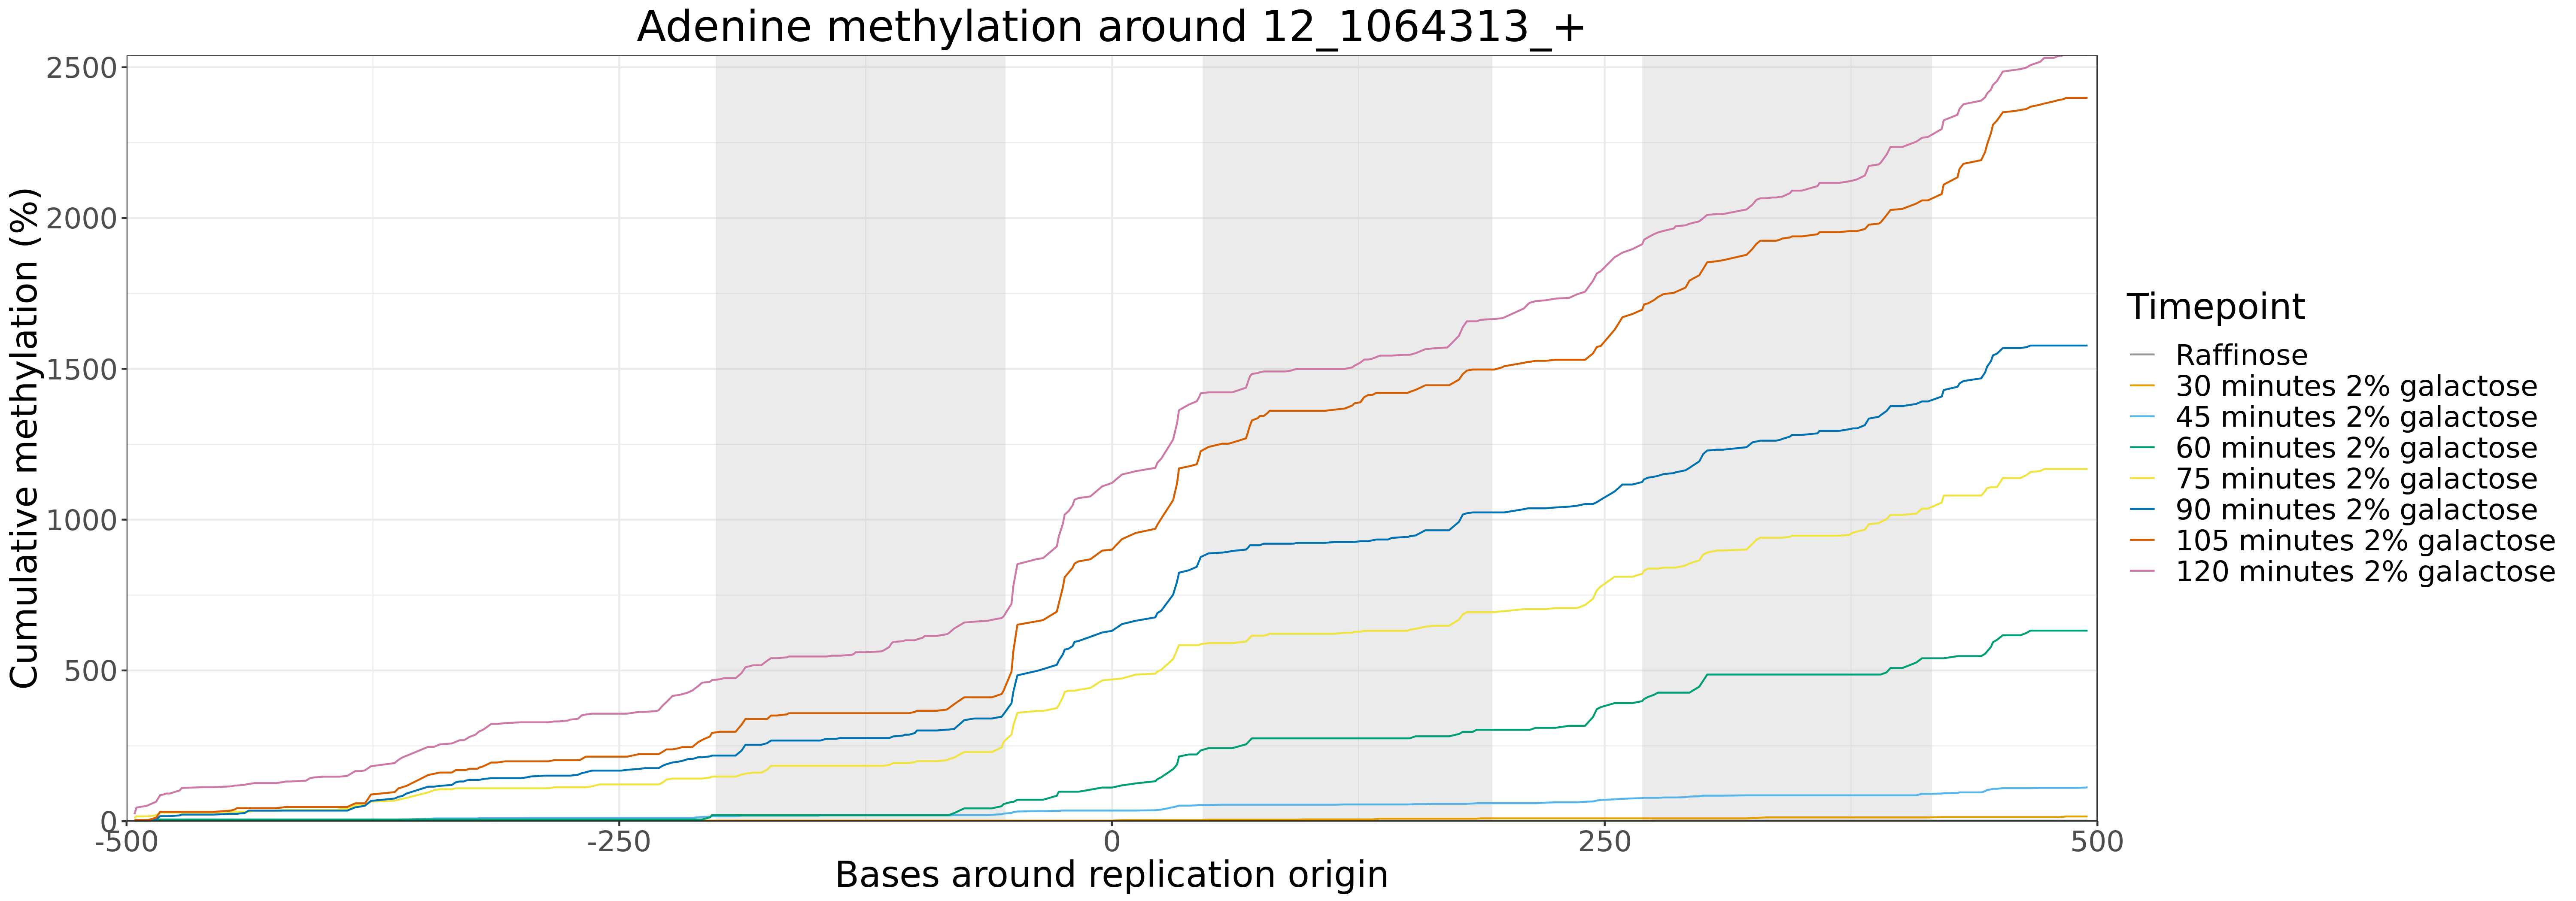 Adenine methylation around 12_1064313_+
Cumulative methylation (%)
2500
2000
1500
1000
500
0
-500
-250
0
250
500
Bases around replication origin
Timepoint
Raffinose
30 minutes 2% galactose
45 minutes 2% galactose
60 minutes 2% galactose
75 minutes 2% galactose
90 minutes 2% galactose
105 minutes 2% galactose
120 minutes 2% galactose